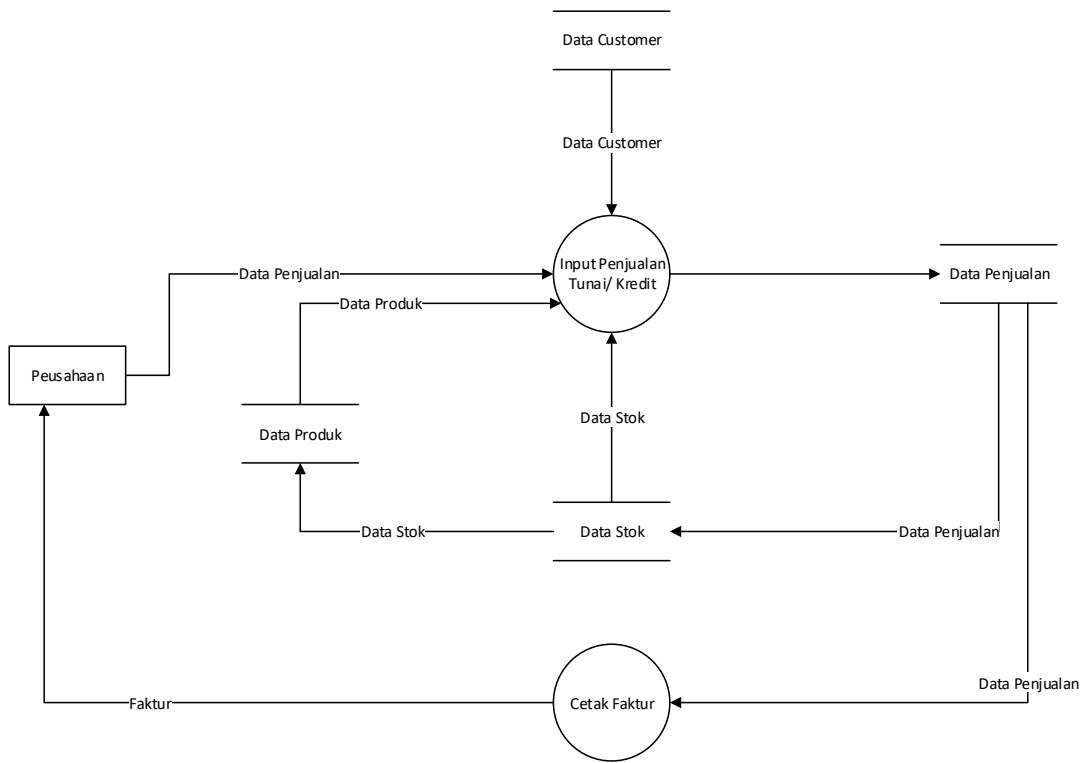 Data Customer
Data Customer
Input Penjualan
Tunai/ Kredit
Data Penjualan
Data Penjualan
Data Produk
Peusahaan
Data Produk
Data Stok
Data Stok
Data Stok
Data Penjualan
Data Penjualan
Faktur
Cetak Faktur